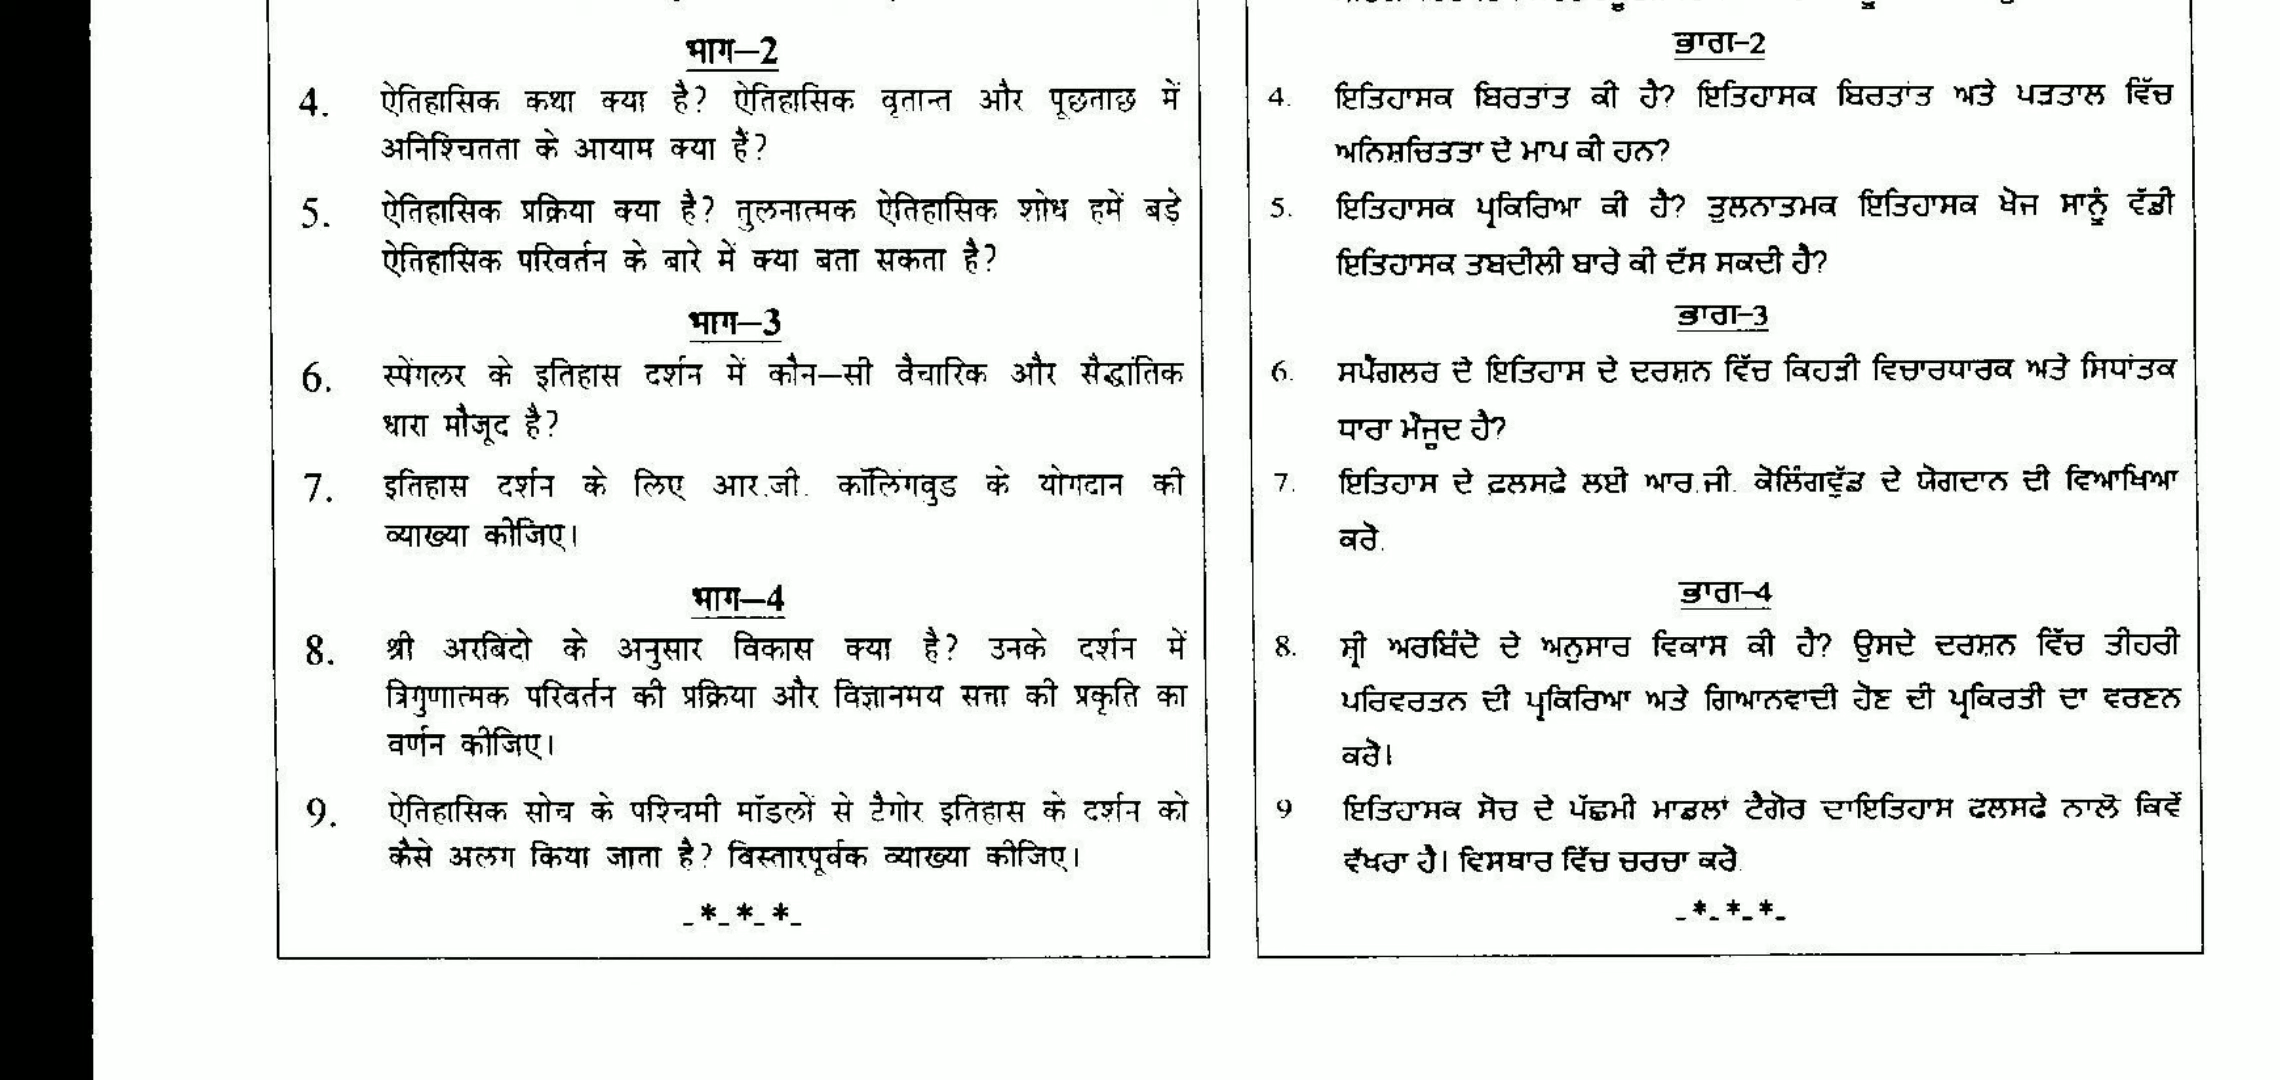 भाग–2
4. ऐतिहासिक कथा क्या है? ऐतिहासिक वृतान्त और पूछताछ में
अनिश्चितता के आयाम क्या हैं?
5. ऐतिहासिक प्रक्रिया क्या है? तुलनात्मक ऐतिहासिक शोध हमें बड़े
ऐतिहासिक परिवर्तन के बारे में क्या बता सकता है?
भाग–3
6. स्पेंगलर के इतिहास दर्शन में कौन–सी वैचारिक और सैद्धांतिक
धारा मौजूद है?
7. इतिहास दर्शन के लिए आर.जी. कॉलिंगवुड के योगदान की
व्याख्या कीजिए।
भाग–4
8. श्री अरबिंदो के अनुसार विकास क्या है? उनके दर्शन में
त्रिगुणात्मक परिवर्तन की प्रक्रिया और विज्ञानमय सत्ता की प्रकृति का
वर्णन कीजिए।
9. ऐतिहासिक सोच के पश्चिमी मॉडलों से टैगोर इतिहास के दर्शन को
कैसे अलग किया जाता है? विस्तारपूर्वक व्याख्या कीजिए।
_*_*_*_
ਭਾਗ-2
4. ਇਤਿਹਾਸਕ ਬਿਰਤਾਂਤ ਕੀ ਹੈ? ਇਤਿਹਾਸਕ ਬਿਰਤਾਂਤ ਅਤੇ ਪੜਤਾਲ ਵਿੱਚ
ਅਨਿਸ਼ਚਿਤਤਾ ਦੇ ਮਾਪ ਕੀ ਹਨ?
5. ਇਤਿਹਾਸਕ ਪ੍ਰਕਿਰਿਆ ਕੀ ਹੈ? ਤੁਲਨਾਤਮਕ ਇਤਿਹਾਸਕ ਖੋਜ ਸਾਨੂੰ ਵੱਡੀ
ਇਤਿਹਾਸਕ ਤਬਦੀਲੀ ਬਾਰੇ ਕੀ ਦੱਸ ਸਕਦੀ ਹੈ?
ਭਾਗ-3
6. ਸਪੈਂਗਲਰ ਦੇ ਇਤਿਹਾਸ ਦੇ ਦਰਸ਼ਨ ਵਿੱਚ ਕਿਹੜੀ ਵਿਚਾਰਧਾਰਕ ਅਤੇ ਸਿਧਾਂਤਕ
ਧਾਰਾ ਮੌਜੂਦ ਹੈ?
7. ਇਤਿਹਾਸ ਦੇ ਫ਼ਲਸਫੇ ਲਈ ਆਰ.ਜੀ. ਕੋਲਿੰਗਵੁੱਡ ਦੇ ਯੋਗਦਾਨ ਦੀ ਵਿਆਖਿਆ
ਕਰੋ.
ਭਾਗ-4
8. ਸ੍ਰੀ ਅਰਬਿੰਦੋ ਦੇ ਅਨੁਸਾਰ ਵਿਕਾਸ ਕੀ ਹੈ? ਉਸਦੇ ਦਰਸ਼ਨ ਵਿੱਚ ਤੀਹਰੀ
ਪਰਿਵਰਤਨ ਦੀ ਪ੍ਰਕਿਰਿਆ ਅਤੇ ਗਿਆਨਵਾਦੀ ਹੋਣ ਦੀ ਪ੍ਰਕਿਰਤੀ ਦਾ ਵਰਣਨ
ਕਰੋ।
9 ਇਤਿਹਾਸਕ ਸੋਚ ਦੇ ਪੱਛਮੀ ਮਾਡਲਾਂ ਟੈਗੋਰ ਦਾਇਤਿਹਾਸ ਫਲਸਫੇ ਨਾਲੋ ਕਿਵੇਂ
ਵੱਖਰਾ ਹੈ। ਵਿਸਥਾਰ ਵਿੱਚ ਚਰਚਾ ਕਰੋ.
_*_*_*_